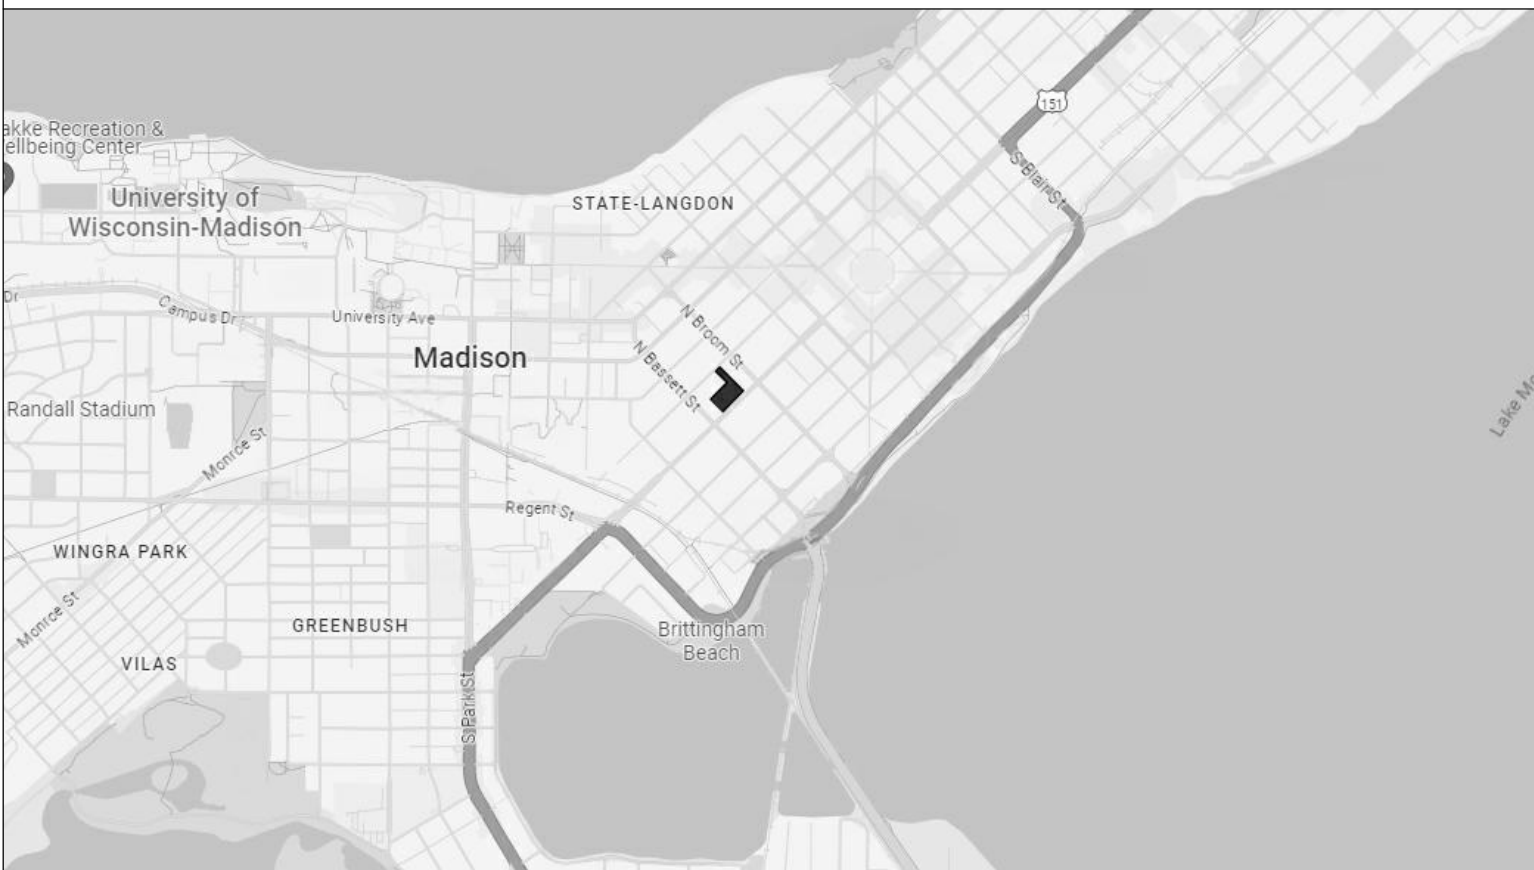 151
S Blair St
akke Recreation &
ellbeing Center
University of
Wisconsin-Madison
STATE-LANGDON
Dr
Campus Dr
University Ave
N Broom St
Madison
N Bassett St
Randall Stadium
Lake Mo
Monroe St
Regent St
WINGRA PARK
Monroe St
GREENBUSH
Brittingham
Beach
VILAS
S Park St